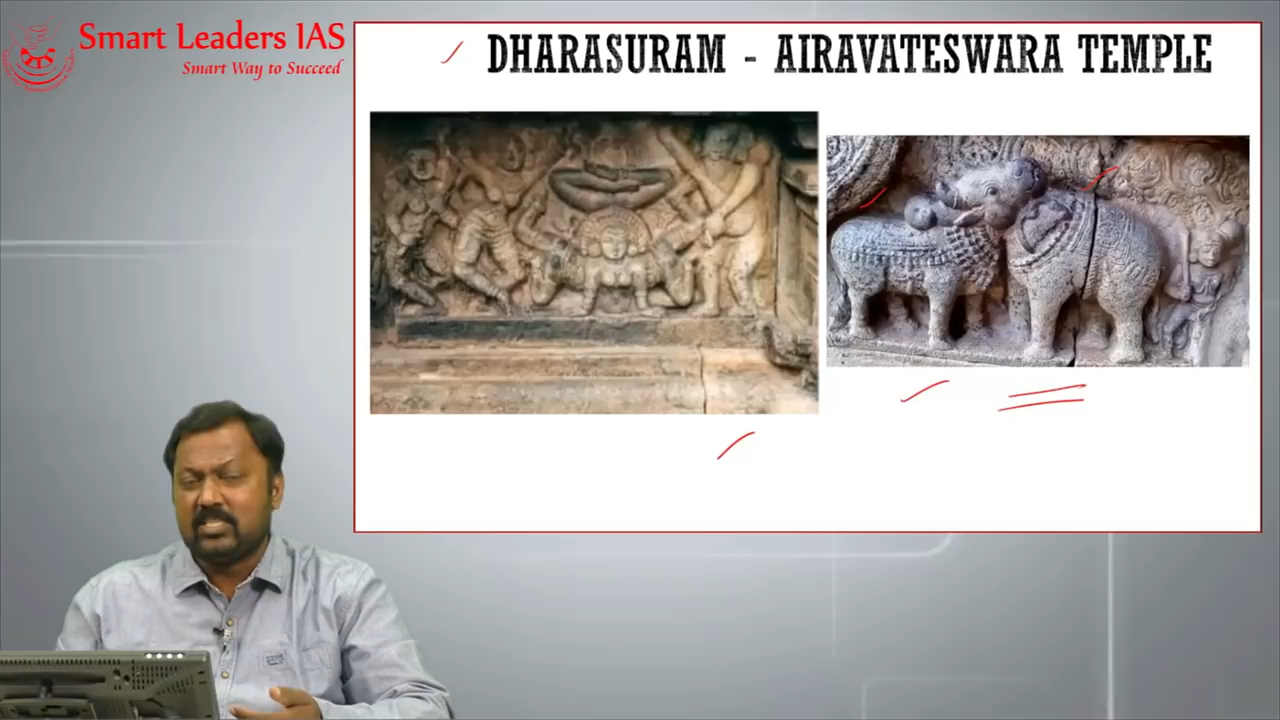 Smart Leaders IAS
Smart Way to Succeed
DHARASURAM - AIRAVATESWARA TEMPLE